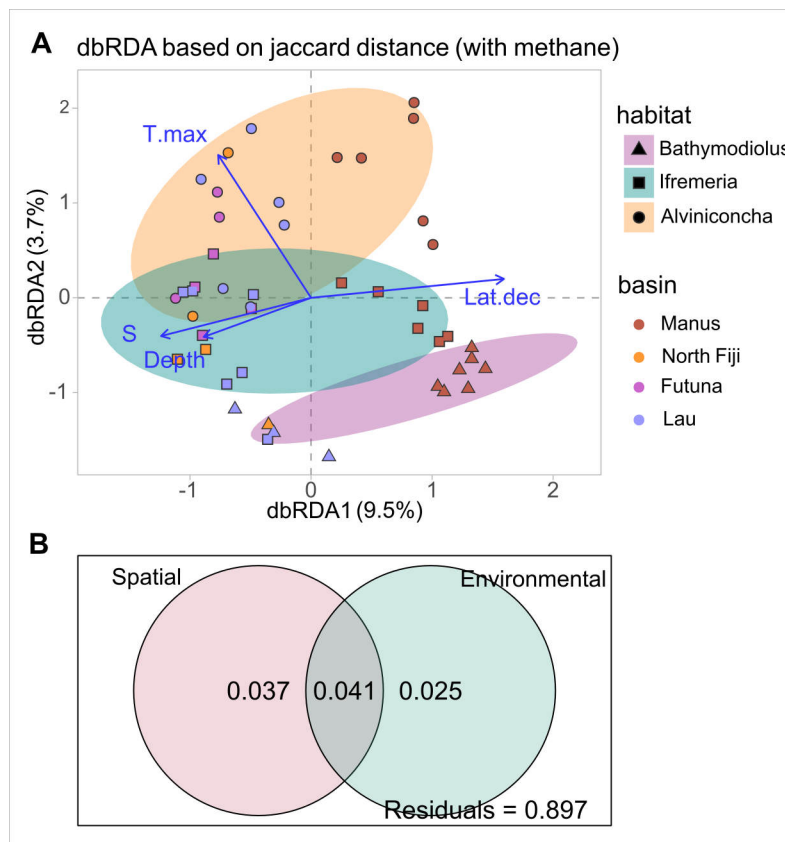 A dbRDA based on jaccard distance (with methane)
2
1
0
-1
dbRDA2 (3.7%)
T.max
Lat.dec
S
Depth
-1 0 1 2
dbRDA1 (9.5%)
habitat
Bathymodiolus
Ifremeria
Alviniconcha
basin
Manus
North Fiji
Futuna
Lau
B
Spatial Environmental
0.037 0.041 0.025
Residuals = 0.897